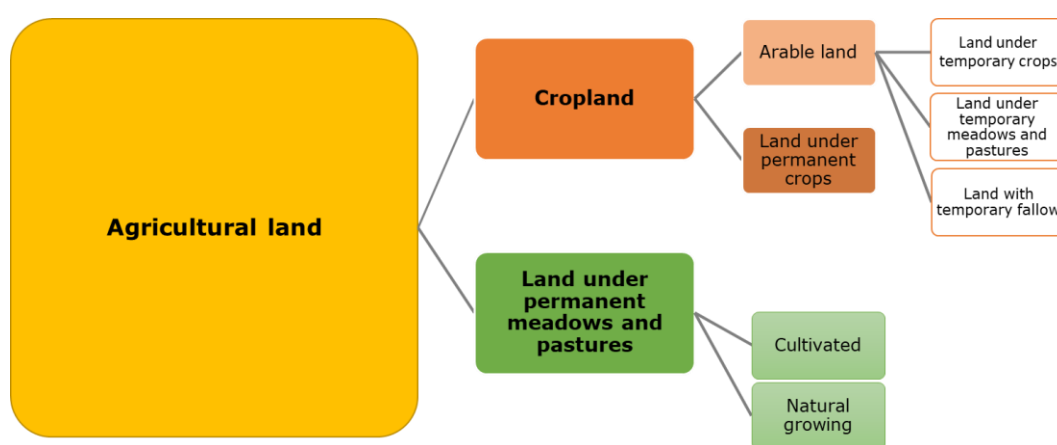 Agricultural land
Cropland
Arable land
Land under
temporary crops
Land under
temporary
meadows and
pastures
Land with
temporary fallow
Land under
permanent
crops
Land under
permanent
meadows and
pastures
Cultivated
Natural
growing